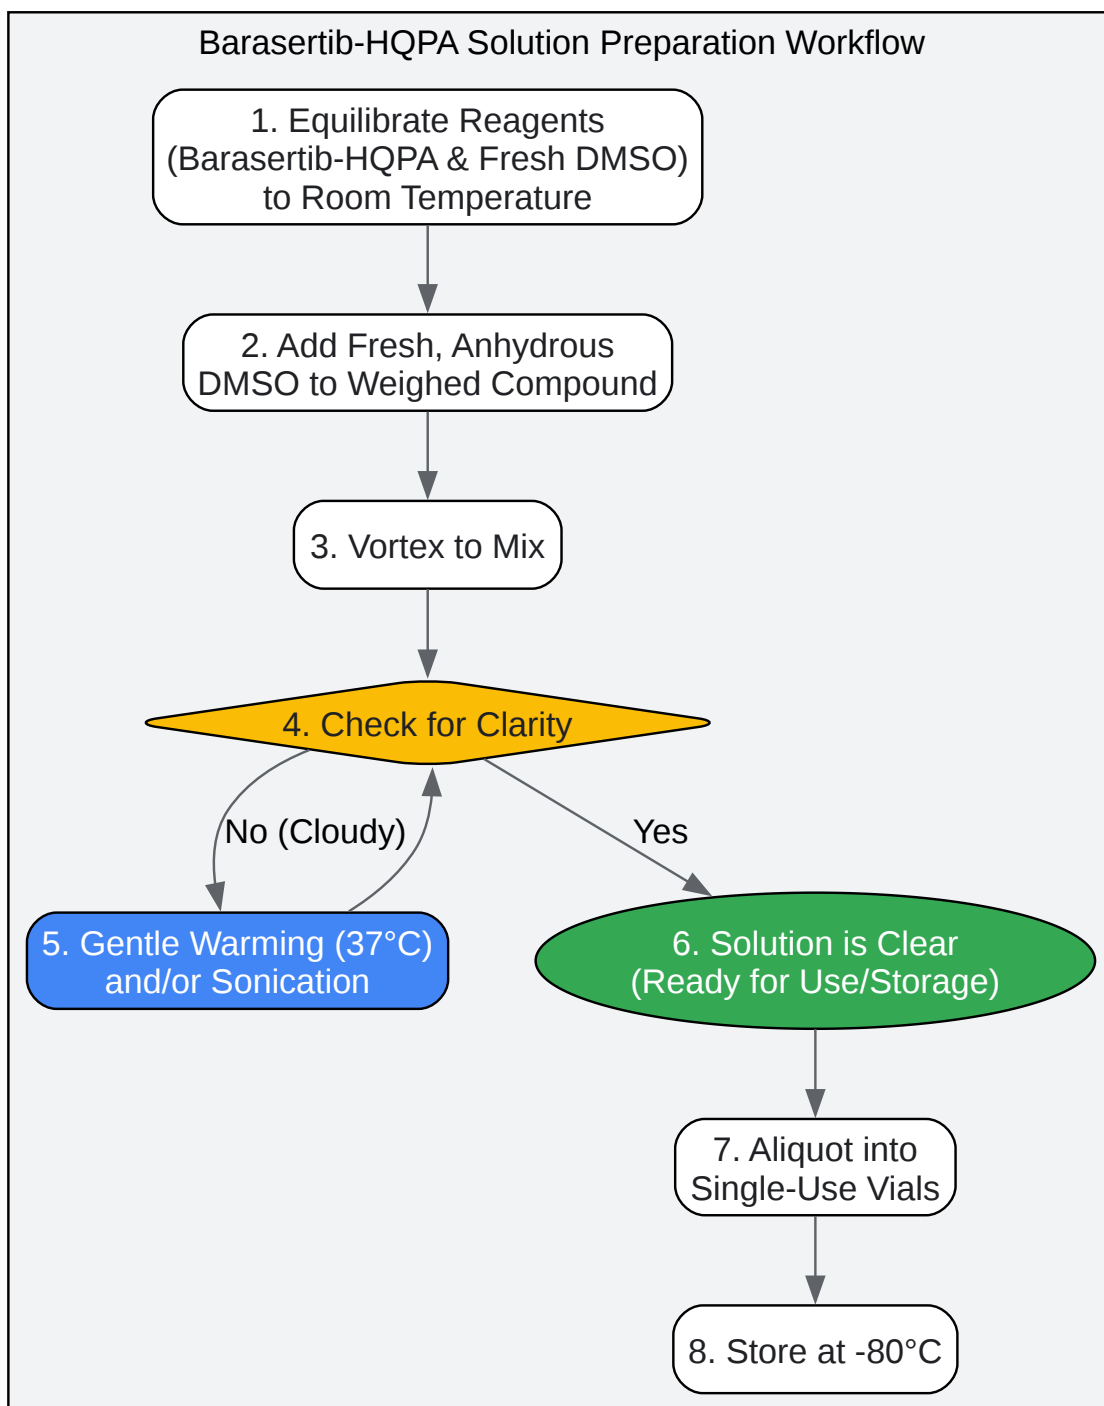 Barasertib-HQPA Solution Preparation Workflow
1. Equilibrate Reagents
(Barasertib-HQPA & Fresh DMSO)
to Room Temperature
2. Add Fresh, Anhydrous
DMSO to Weighed Compound
3. Vortex to Mix
4. Check for Clarity
No (Cloudy)
Yes
5. Gentle Warming (37°C)
and/or Sonication
6. Solution is Clear
(Ready for Use/Storage)
7. Aliquot into
Single-Use Vials
8. Store at -80°C